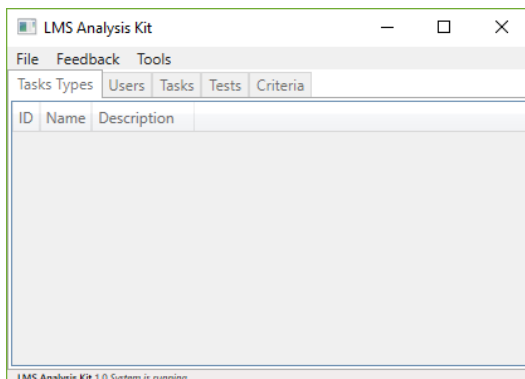 LMS Analysis Kit
File Feedback Tools
Tasks Types Users Tasks Tests Criteria
ID Name Description
LMS Analysis Kit 1.0 System is running